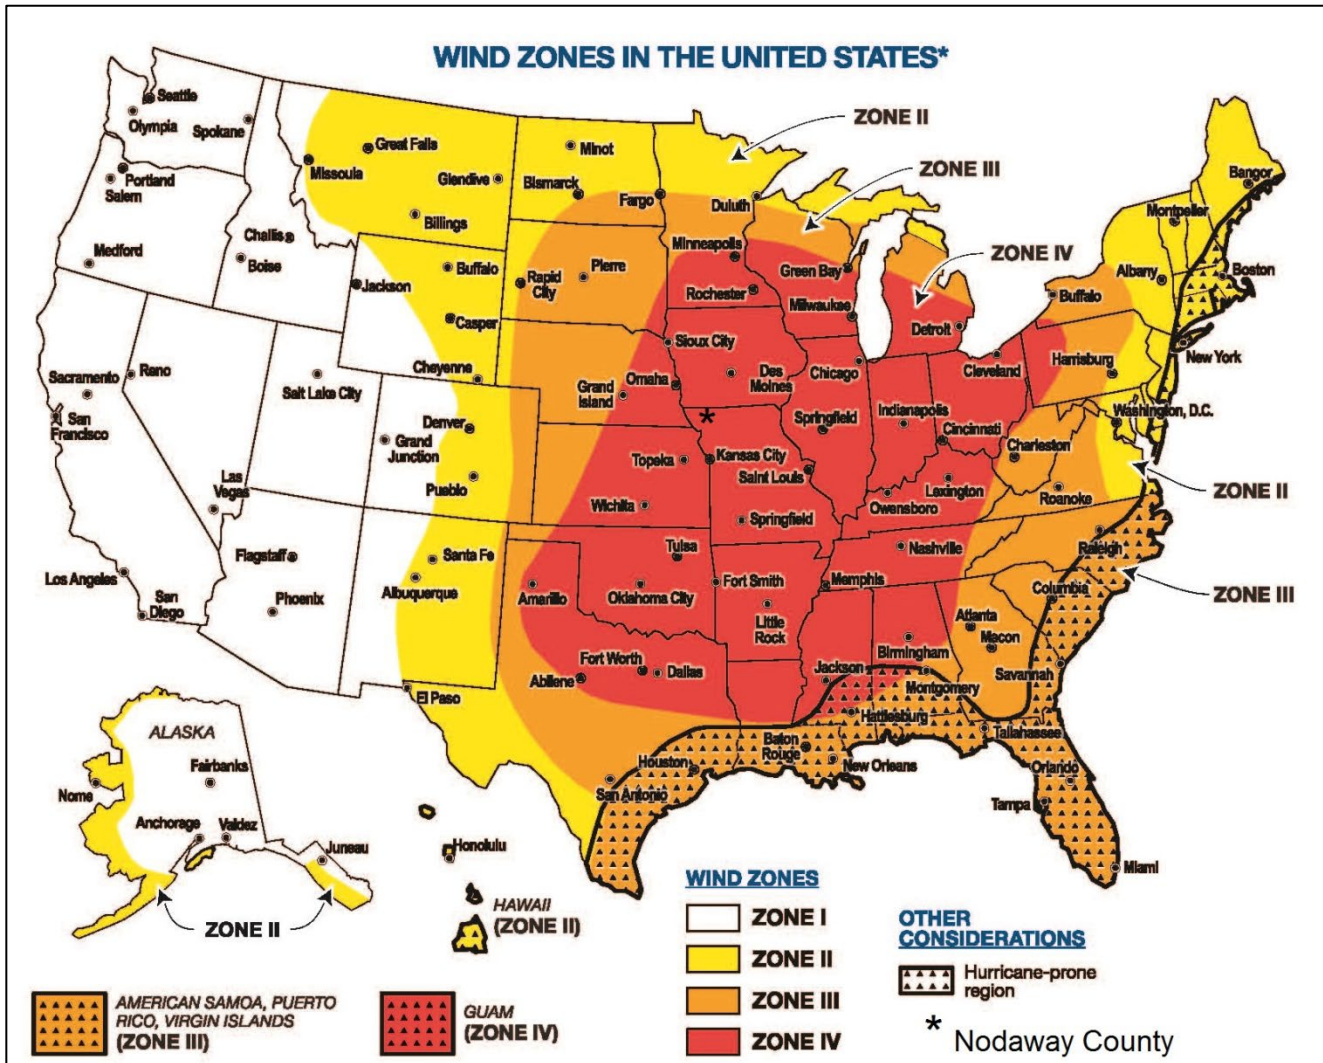 WIND ZONES IN THE UNITED STATES*
Seattle
Olympia
Spokane
Portland
Salem
Medford
Missoula
Great Falls
Glendive
Billings
Challis
Boise
Jackson
Buffalo
Casper
Cheyenne
Reno
Sacramento
San
Francisco
Salt Lake City
Las
Vegas
Los Angeles
San
Diego
Flagstaff
Phoenix
Denver
Grand
Junction
Pueblo
Santa Fe
Albuquerque
El Paso
Minot
Bismarck
Fargo
Rapid
City
Pierre
Duluth
Minneapolis
Rochester
Green Bay
Milwaukee
Sioux City
Des
Moines
Omaha
Grand
Island
*
Topeka
Kansas City
Wichita
Saint Louis
Springfield
Springfield
Chicago
Detroit
Cleveland
Indianapolis
Cincinnati
Lexington
Owensboro
Nashville
Memphis
Tulsa
Oklahoma City
Amarillo
Fort Smith
Little
Rock
Fort Worth
Dallas
Abilene
Houston
San Antonio
Baton
Rouge
New Orleans
Jackson
Hattiesburg
Birmingham
Montgomery
Atlanta
Macon
Savannah
Columbia
Raleigh
Charleston
Roanoke
Tallahassee
Orlando
Tampa
Miami
Washington, D.C.
Harrisburg
Buffalo
Albany
New York
Boston
Montpelier
Bangor
ZONE II
ZONE III
ZONE IV
ZONE II
ZONE III
ALASKA
Nome
Fairbanks
Anchorage
Valdez
Juneau
ZONE II
Honolulu
HAWAII
(ZONE II)
AMERICAN SAMOA, PUERTO
RICO, VIRGIN ISLANDS
(ZONE III)
GUAM
(ZONE IV)
WIND ZONES
ZONE I
ZONE II
ZONE III
ZONE IV
OTHER
CONSIDERATIONS
Hurricane-prone
region
* Nodaway County